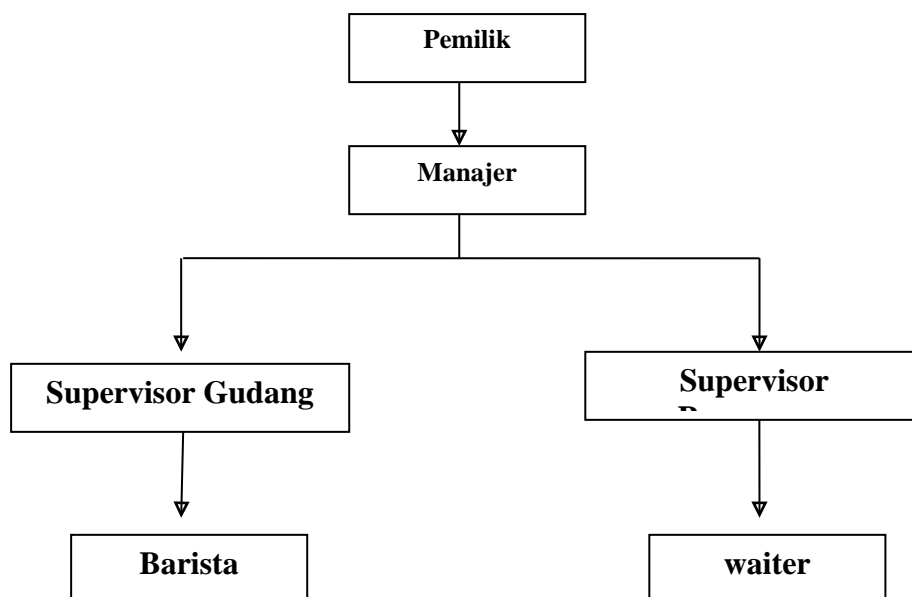 Pemilik
Manajer
Supervisor Gudang
Supervisor
Barista
waiter